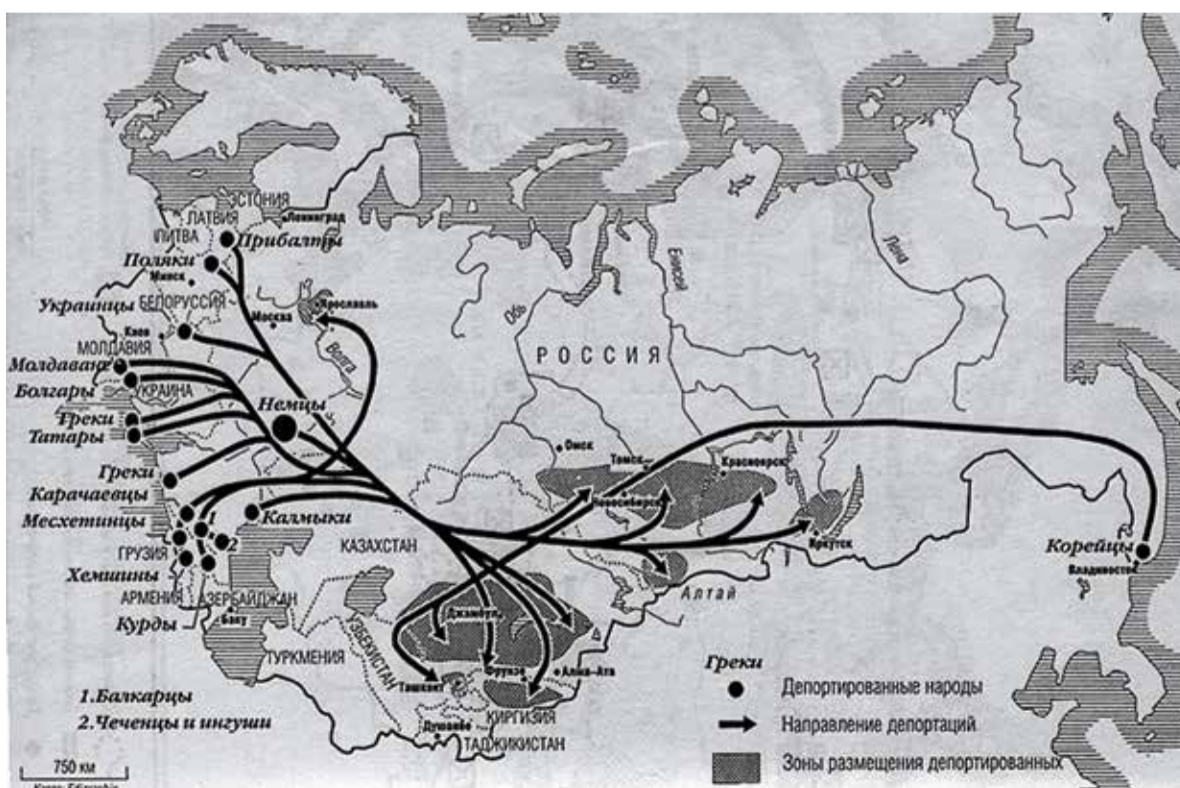 ЭСТОНИЯ
ЛАТВИЯ
Ленинград
ЛИТВА
Прибалты
Поляки
Минск
Украинцы
БЕЛОРУССИЯ
Москва
Ярославль
Киев
МОЛДАВИЯ
Волга
Молдаване
Болгары
УКРАИНА
Немцы
Греки
Татары
Греки
Карачаевцы
Месхетинцы
1
2
Калмыки
ГРУЗИЯ
Хемшины
АРМЕНИЯ
АЗЕРБАЙДЖАН
Курды
Баку
ТУРКМЕНИЯ
УЗБЕКИСТАН
КАЗАХСТАН
Обь
Енисей
Лена
РОССИЯ
Омск
Томск
Красноярск
Новосибирск
Иркутск
Алтай
Корейцы
Владивосток
Джамбул
Фрунзе
Алма-Ата
Ташкент
КИРГИЗИЯ
Душанбе
ТАДЖИКИСТАН
1.Балкарцы
2.Чеченцы и ингуши
750 км
Греки
Депортированные народы
Направление депортаций
Зоны размещения депортированных